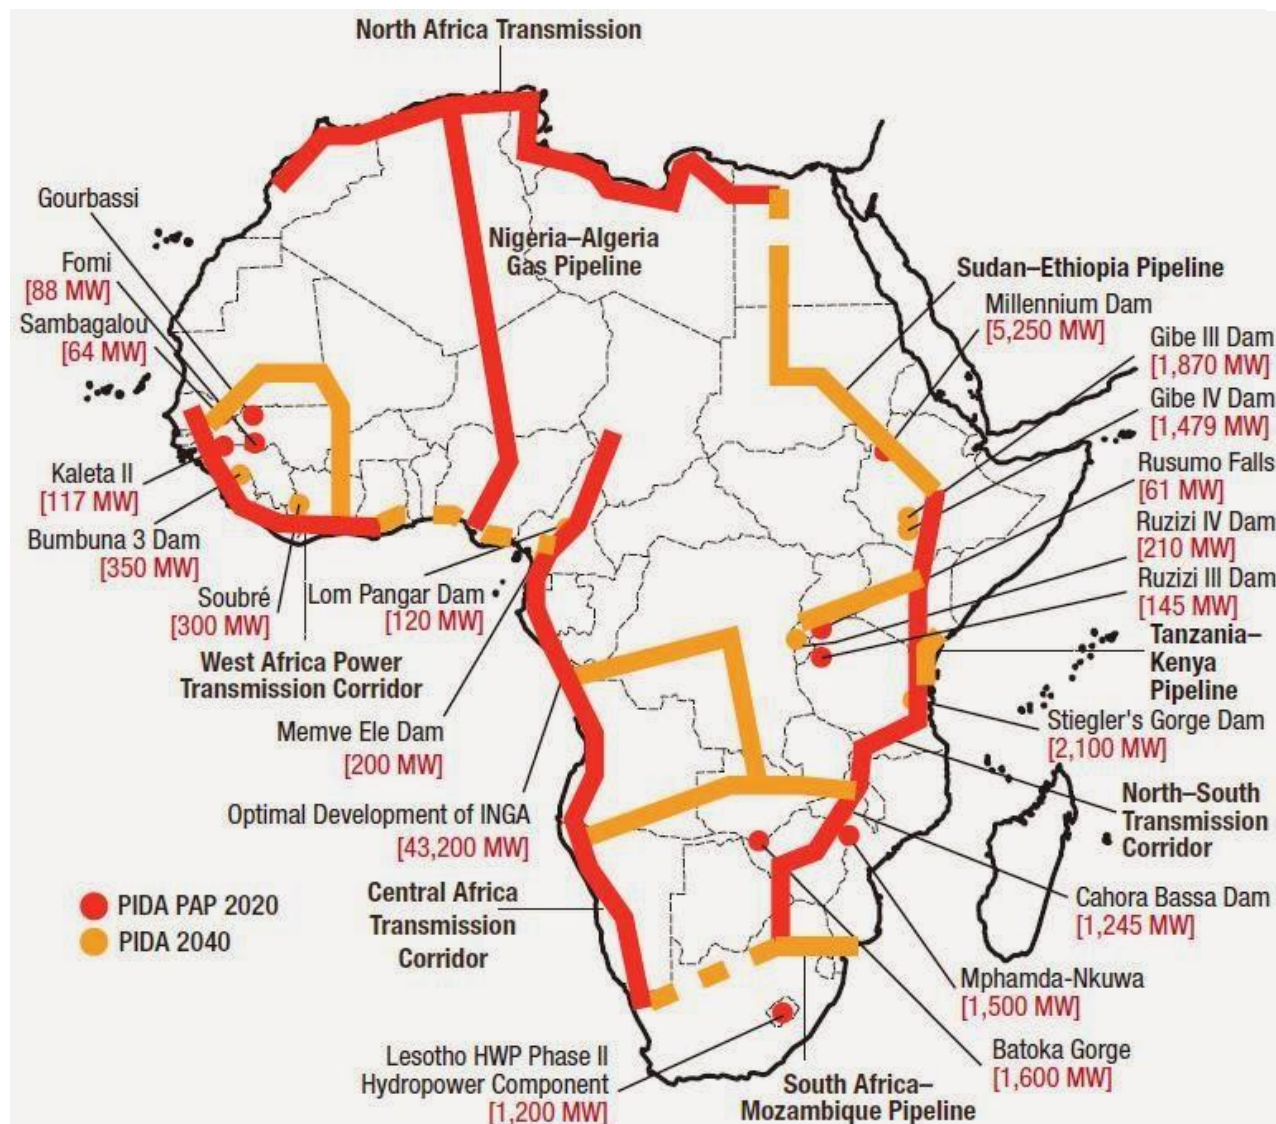 North Africa Transmission
Gourbassi
Fomi
[88 MW]
Sambagalou
[64 MW]
Nigeria–Algeria
Gas Pipeline
Sudan–Ethiopia Pipeline
Millennium Dam
[5,250 MW]
Gibe III Dam
[1,870 MW]
Gibe IV Dam
[1,479 MW]
Rusumo Falls
[61 MW]
Ruzizi IV Dam
[210 MW]
Ruzizi III Dam
[145 MW]
Tanzania–
Kenya
Pipeline
Stiegler's Gorge Dam
[2,100 MW]
Kaleta II
[117 MW]
Bumbuna 3 Dam
[350 MW]
Soubré
[300 MW]
Lom Pangar Dam
[120 MW]
West Africa Power
Transmission Corridor
Memve Ele Dam
[200 MW]
Optimal Development of INGA
[43,200 MW]
North–South
Transmission
Corridor
Central Africa
Transmission
Corridor
PIDA PAP 2020
PIDA 2040
Cahora Bassa Dam
[1,245 MW]
Mphamda-Nkuwa
[1,500 MW]
Batoka Gorge
[1,600 MW]
Lesotho HWP Phase II
Hydropower Component
[1,200 MW]
South Africa–
Mozambique Pipeline